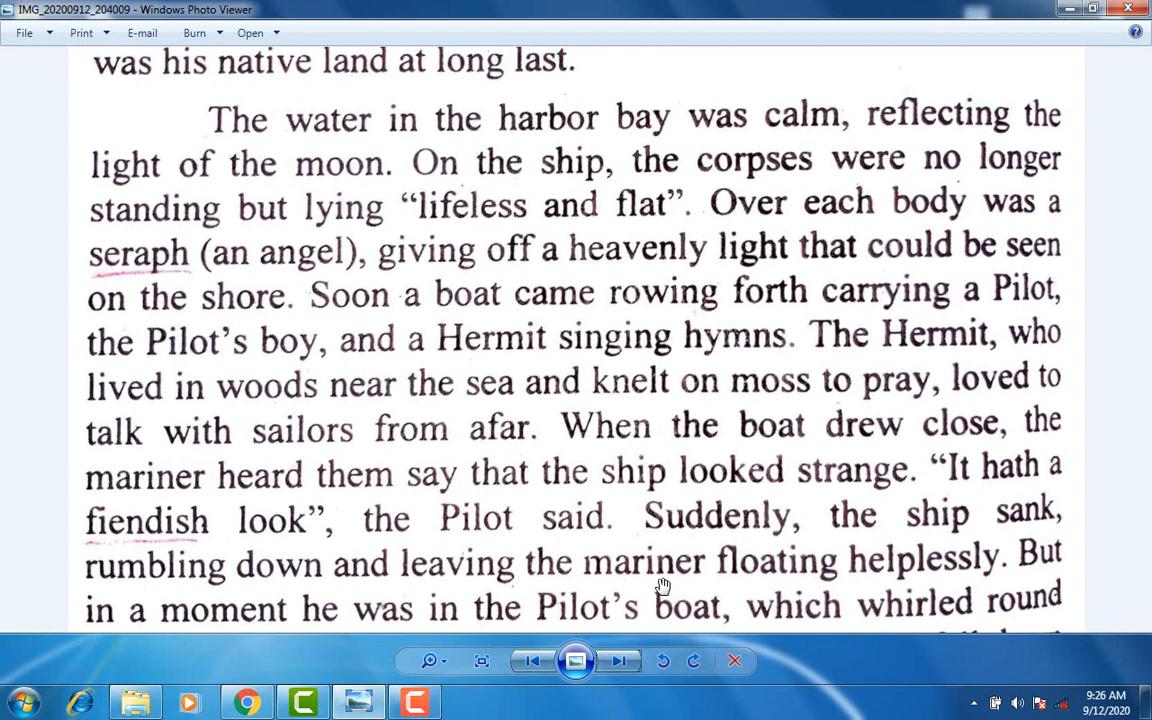 IMG_20200912_204009 - Windows Photo Viewer
File Print E-mail Burn Open
was his native land at long last.
The water in the harbor bay was calm, reflecting the
light of the moon. On the ship, the corpses were no longer
standing but lying “lifeless and flat”. Over each body was a
seraph (an angel), giving off a heavenly light that could be seen
on the shore. Soon a boat came rowing forth carrying a Pilot,
the Pilot’s boy, and a Hermit singing hymns. The Hermit, who
lived in woods near the sea and knelt on moss to pray, loved to
talk with sailors from afar. When the boat drew close, the
mariner heard them say that the ship looked strange. “It hath a
fiendish look”, the Pilot said. Suddenly, the ship sank,
rumbling down and leaving the mariner floating helplessly. But
in a moment he was in the Pilot’s boat, which whirled round
9:26 AM
9/12/2020